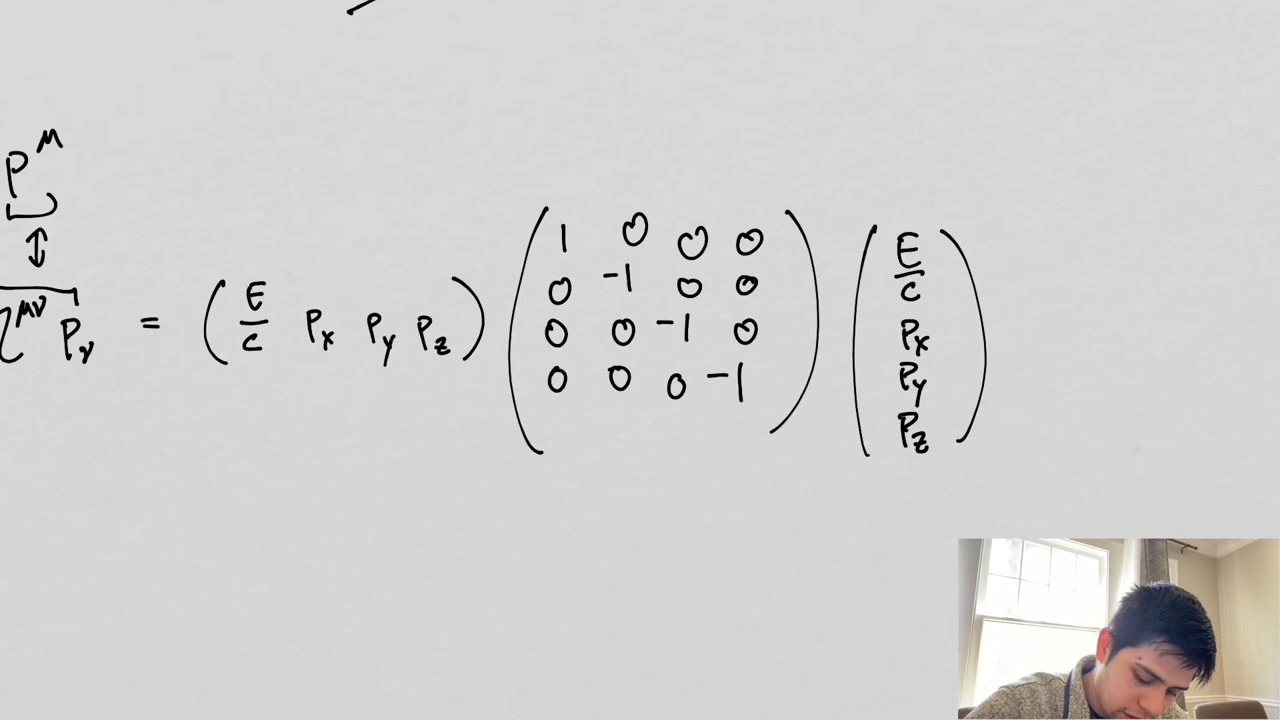 P^μ
↕
η^{μν} P_ν = ( E/c P_x P_y P_z ) ( 1 0 0 0 ) ( E/c )
0 -1 0 0 P_x
0 0 -1 0 P_y
0 0 0 -1 P_z